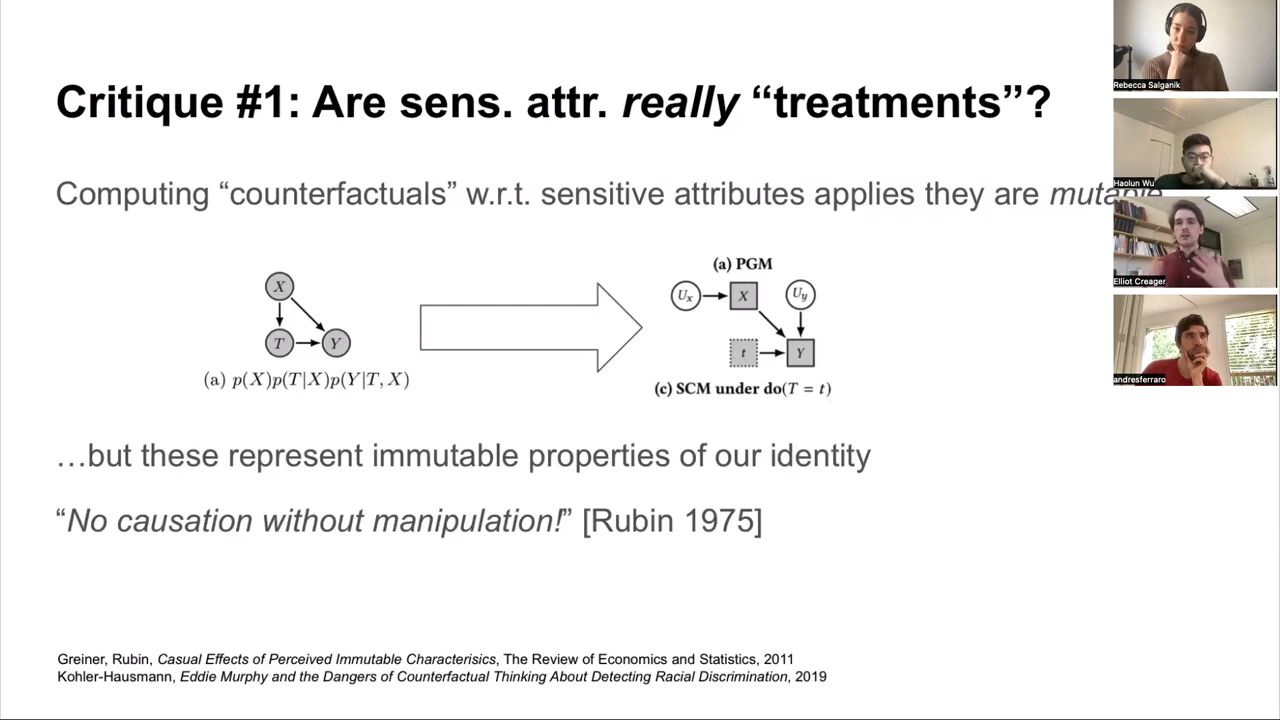 Critique #1: Are sens. attr. really “treatments”?
Computing “counterfactuals” w.r.t. sensitive attributes applies they are mutable
X
T
Y
(a) p(X)p(T|X)p(Y|T, X)
(a) PGM
Ux
X
Uy
t
Y
(c) SCM under do(T = t)
…but these represent immutable properties of our identity
“No causation without manipulation!” [Rubin 1975]
Greiner, Rubin, Casual Effects of Perceived Immutable Characterisics, The Review of Economics and Statistics, 2011
Kohler-Hausmann, Eddie Murphy and the Dangers of Counterfactual Thinking About Detecting Racial Discrimination, 2019
Rebecca Salganik
Haolun Wu
Elliot Creager
andresferraro